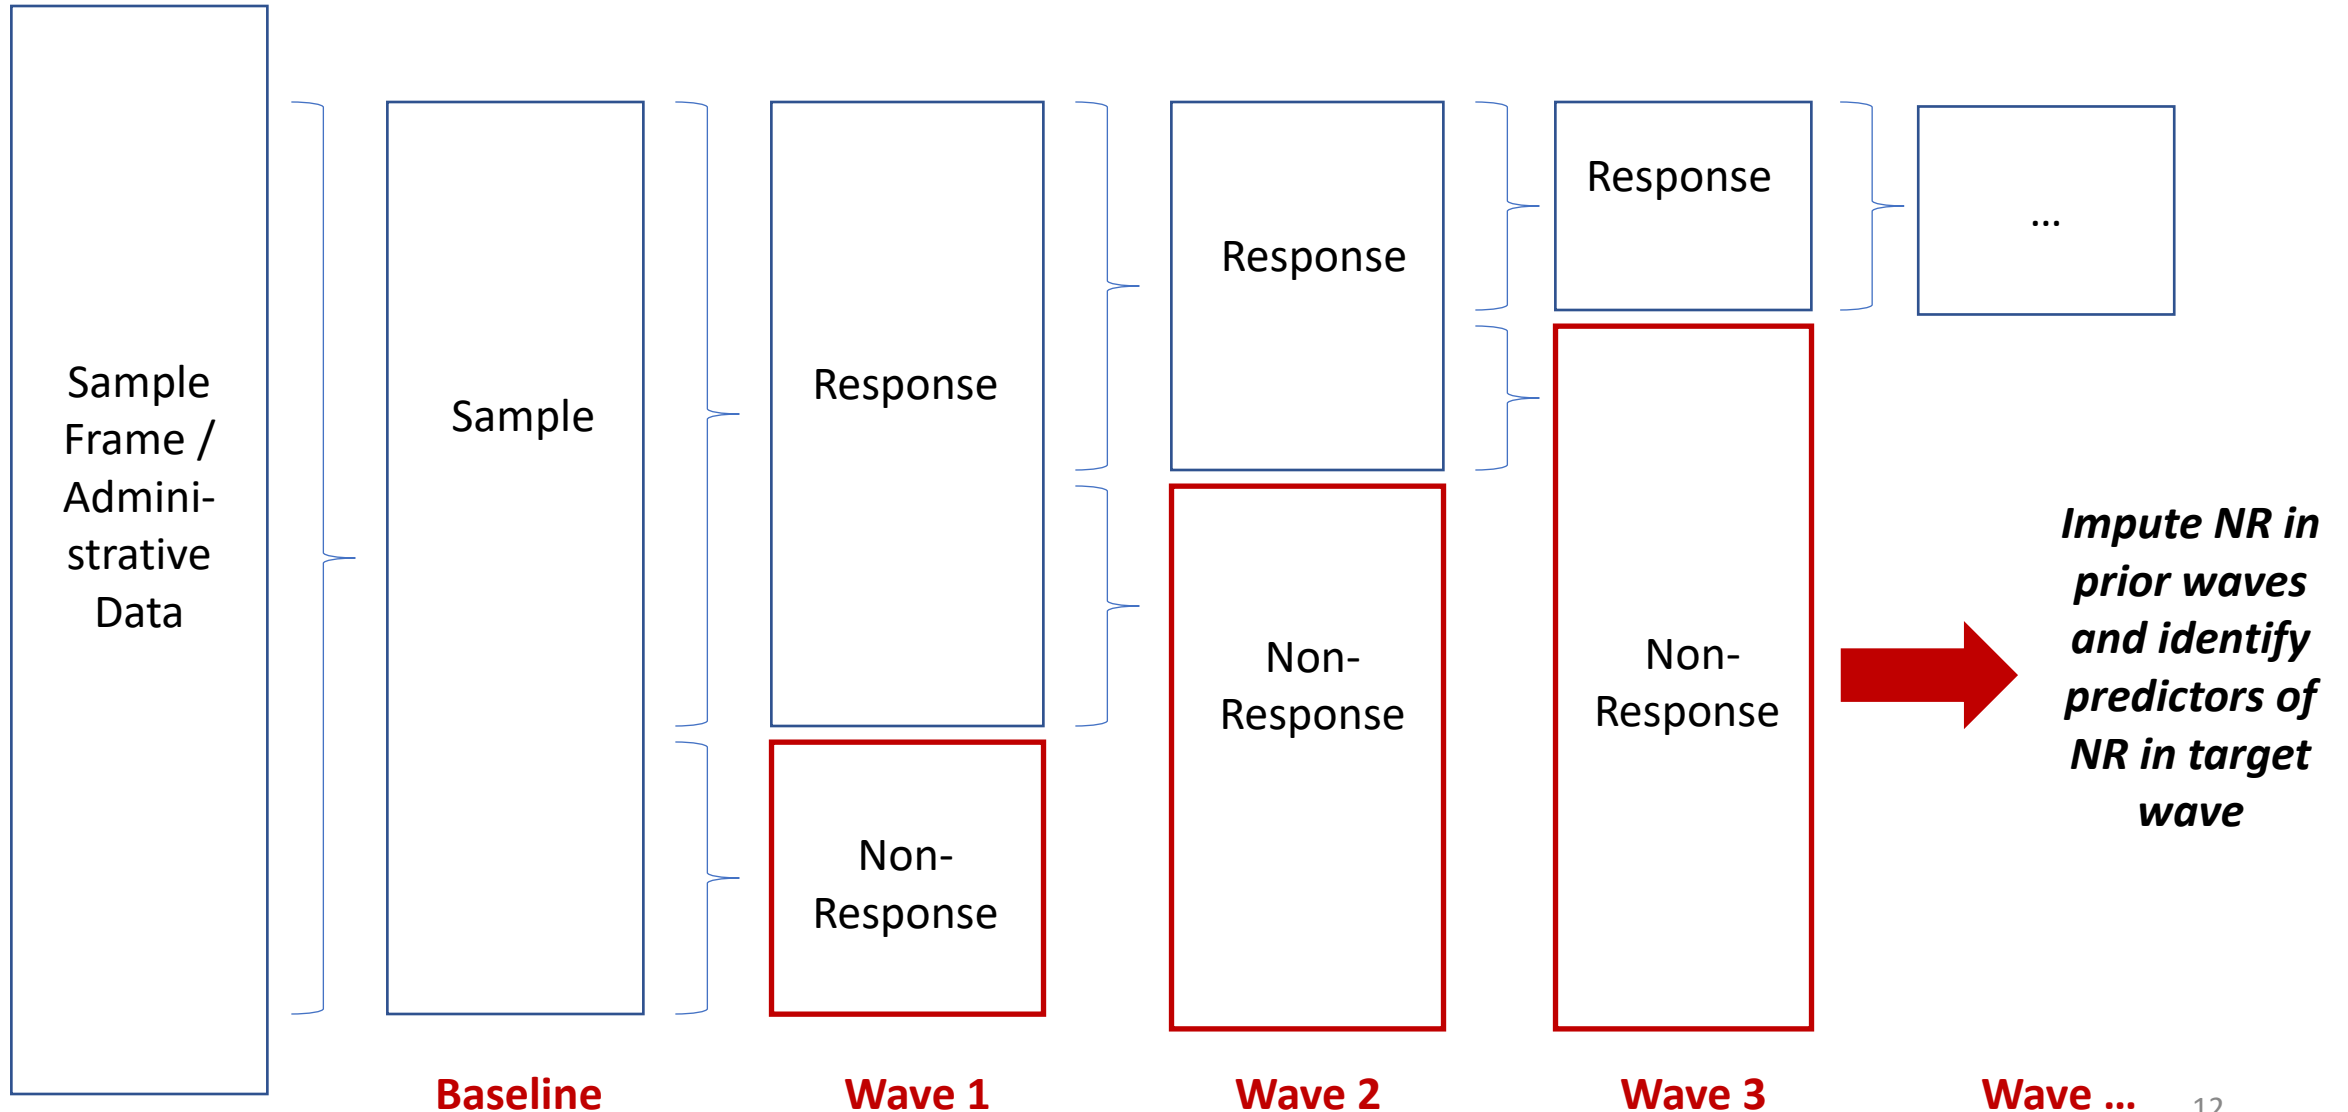 Sample
Frame /
Admini-
strative
Data
Sample
Response
Non-
Response
Response
Non-
Response
Response
Non-
Response
...
Impute NR in
prior waves
and identify
predictors of
NR in target
wave
Baseline
Wave 1
Wave 2
Wave 3
Wave ...
12